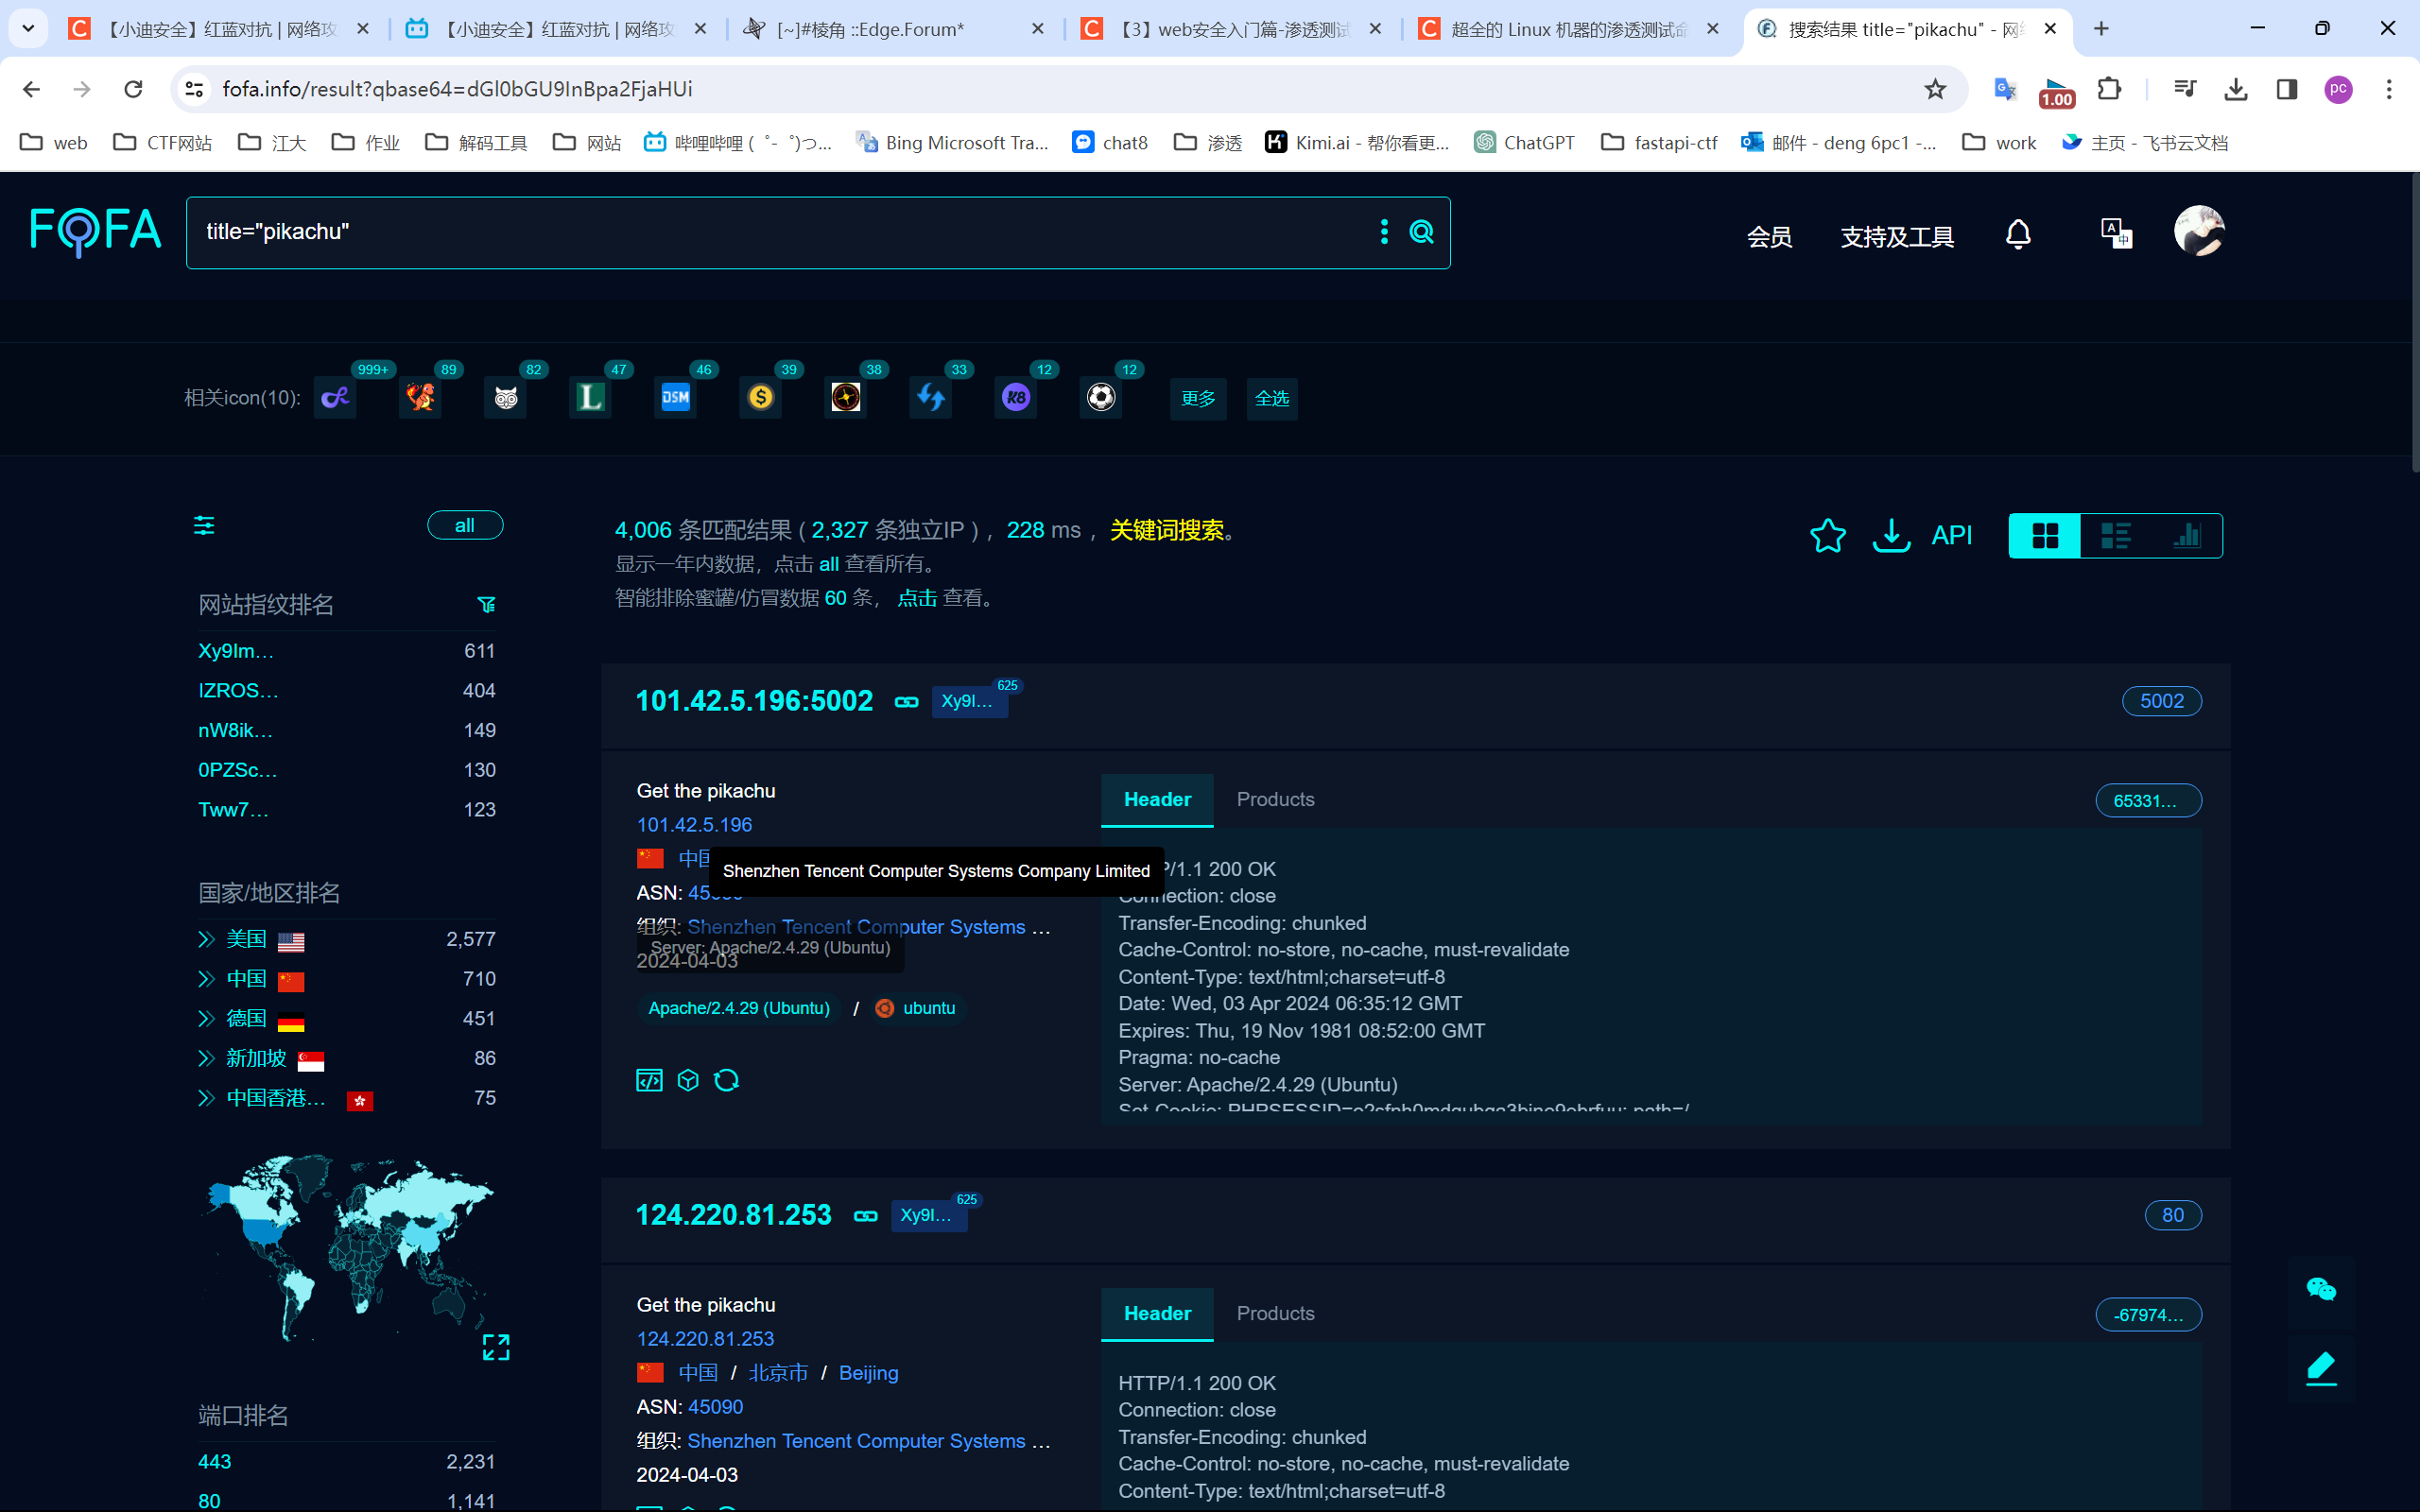 【小迪安全】红蓝对抗 | 网络攻
【小迪安全】红蓝对抗 | 网络攻
[~]#棱角 ::Edge.Forum*
【3】web安全入门篇-渗透测试
超全的 Linux 机器的渗透测试命
搜索结果 title="pikachu" - 网
fofa.info/result?qbase64=dGl0bGU9InBpa2FjaHUi
1.00
pc
web
CTF网站
江大
作业
解码工具
网站
哔哩哔哩 (゜-゜)つ...
Bing Microsoft Tra...
chat8
渗透
Kimi.ai - 帮你看更...
ChatGPT
fastapi-ctf
邮件 - deng 6pc1 -...
work
主页 - 飞书云文档
FOFA
title="pikachu"
会员
支持及工具
相关icon(10):
999+
89
82
47
46
39
38
33
12
12
L
DSM
K8
更多
全选
all
4,006 条匹配结果 ( 2,327 条独立IP ) ，228 ms ，关键词搜索。
显示一年内数据，点击 all 查看所有。
智能排除蜜罐/仿冒数据 60 条， 点击 查看。
API
网站指纹排名
Xy9Im... 611
IZROS... 404
nW8ik... 149
0PZSc... 130
Tww7... 123
国家/地区排名
美国 2,577
中国 710
德国 451
新加坡 86
中国香港... 75
端口排名
443 2,231
80 1,141
101.42.5.196:5002
Xy9I...
625
5002
Get the pikachu
101.42.5.196
中国
Shenzhen Tencent Computer Systems Company Limited
ASN: 45090
组织: Shenzhen Tencent Computer Systems ...
Server: Apache/2.4.29 (Ubuntu)
2024-04-03
Apache/2.4.29 (Ubuntu) / ubuntu
Header
Products
65331...
P/1.1 200 OK
Connection: close
Transfer-Encoding: chunked
Cache-Control: no-store, no-cache, must-revalidate
Content-Type: text/html;charset=utf-8
Date: Wed, 03 Apr 2024 06:35:12 GMT
Expires: Thu, 19 Nov 1981 08:52:00 GMT
Pragma: no-cache
Server: Apache/2.4.29 (Ubuntu)
124.220.81.253
Xy9I...
625
80
Get the pikachu
124.220.81.253
中国 / 北京市 / Beijing
ASN: 45090
组织: Shenzhen Tencent Computer Systems ...
2024-04-03
Header
Products
-67974...
HTTP/1.1 200 OK
Connection: close
Transfer-Encoding: chunked
Cache-Control: no-store, no-cache, must-revalidate
Content-Type: text/html;charset=utf-8